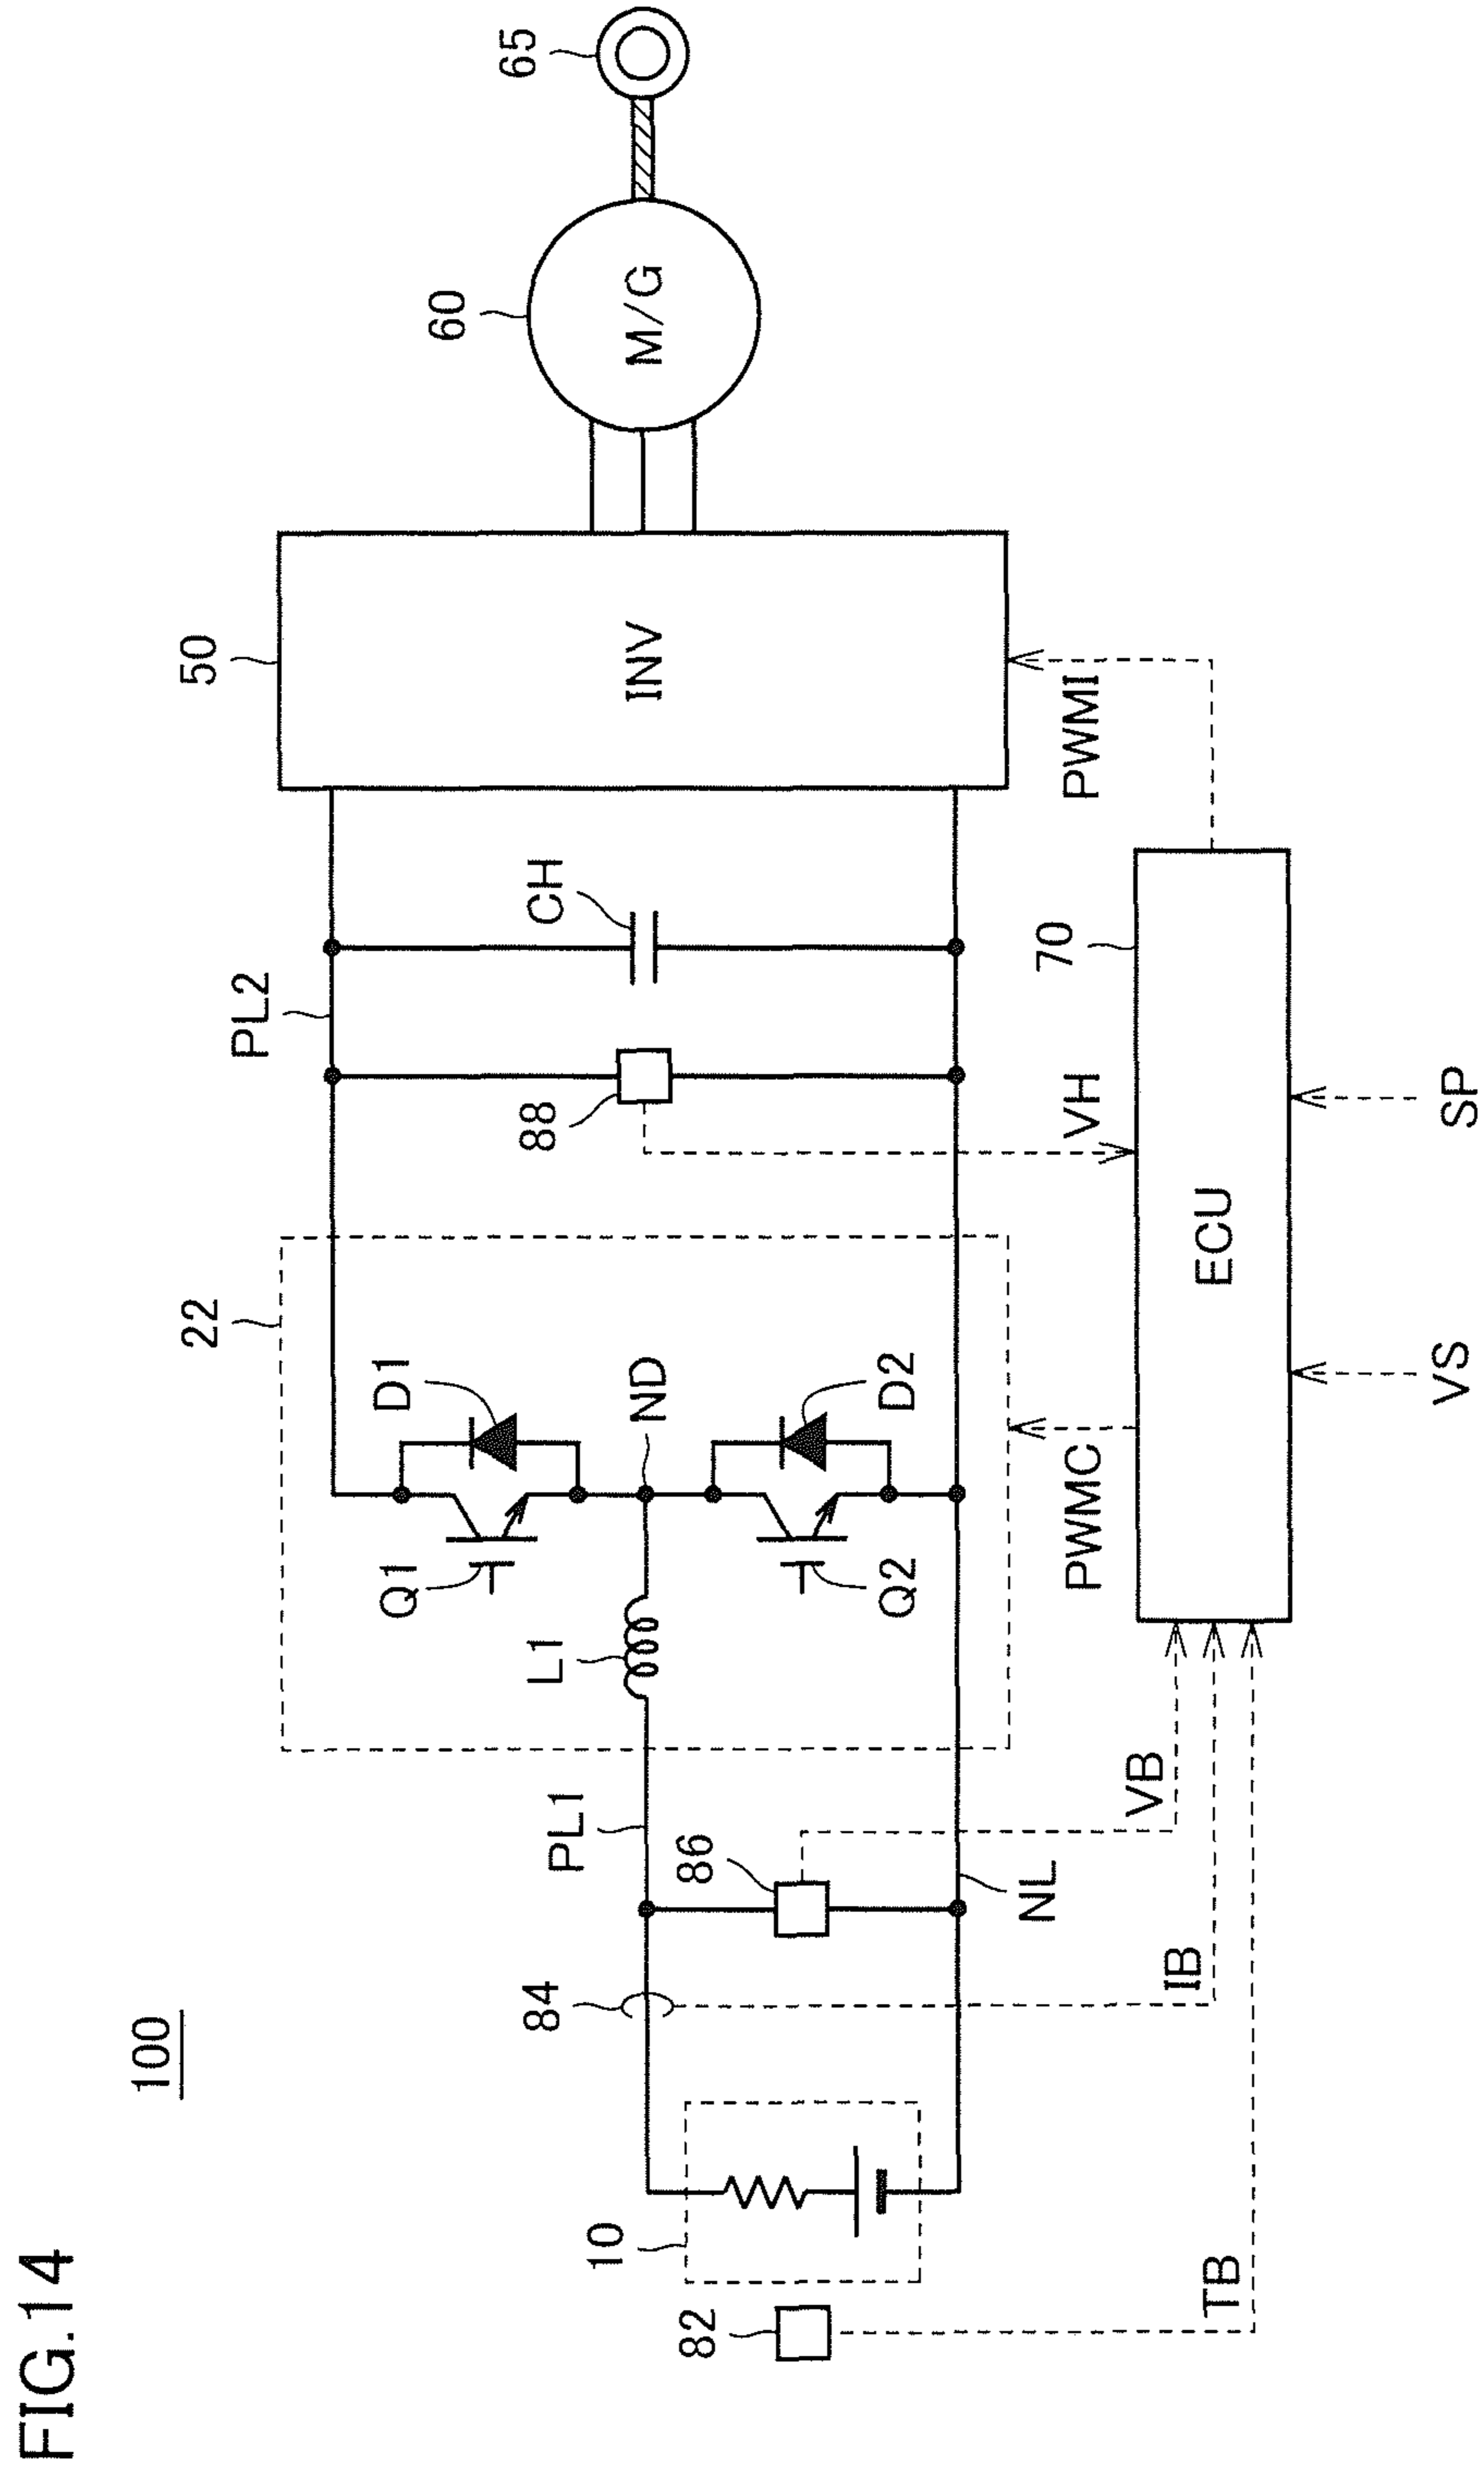 FIG.14
100
22
50
PL2
60
65
Q1
D1
CH
88
L1
ND
INV
M/G
10
84
PL1
82
86
Q2
D2
NL
PWMC
VH
70
PWMI
VB
IB
TB
ECU
VS
SP